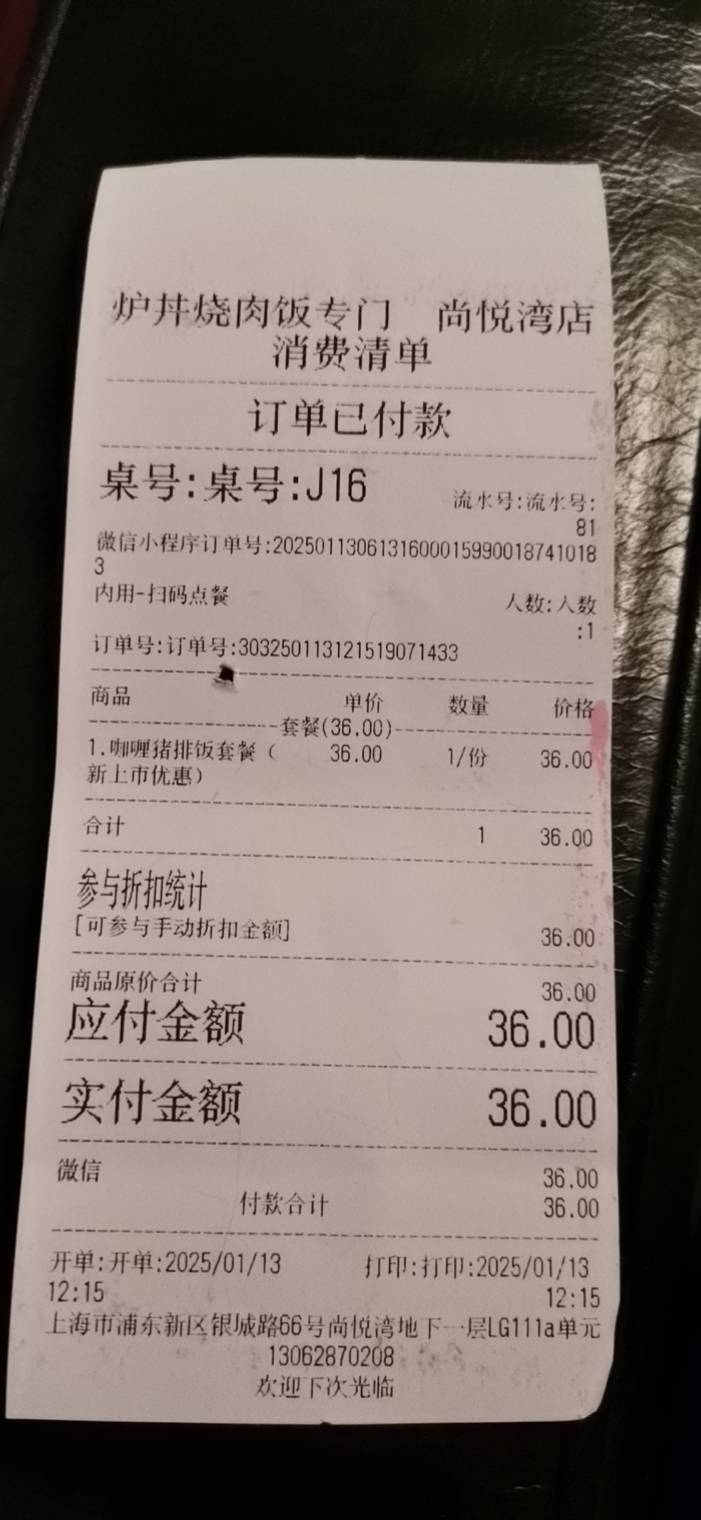 炉丼烧肉饭专门 尚悦湾店
消费清单
订单已付款
桌号:桌号:J16
流水号:流水号:
81
微信小程序订单号:2025011306131600015990018741018
3
内用-扫码点餐
人数:人数
:1
订单号:订单号:303250113121519071433
商品 单价 数量 价格
套餐(36.00)
1.咖喱猪排饭套餐（ 36.00 1/份 36.00
新上市优惠）
合计 1 36.00
参与折扣统计
[可参与手动折扣金额] 36.00
商品原价合计 36.00
应付金额 36.00
实付金额 36.00
微信 36.00
付款合计 36.00
开单:开单:2025/01/13 打印:打印:2025/01/13
12:15 12:15
上海市浦东新区银城路66号尚悦湾地下一层LG111a单元
13062870208
欢迎下次光临